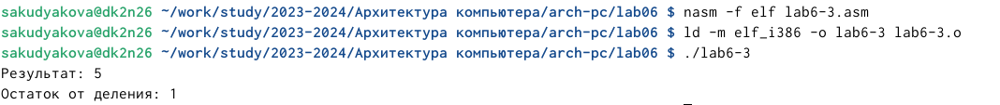 sakudyakova@dk2n26 ~/work/study/2023-2024/Архитектура компьютера/arch-pc/lab06 $ nasm -f elf lab6-3.asm
sakudyakova@dk2n26 ~/work/study/2023-2024/Архитектура компьютера/arch-pc/lab06 $ ld -m elf_i386 -o lab6-3 lab6-3.o
sakudyakova@dk2n26 ~/work/study/2023-2024/Архитектура компьютера/arch-pc/lab06 $ ./lab6-3
Результат: 5
Остаток от деления: 1